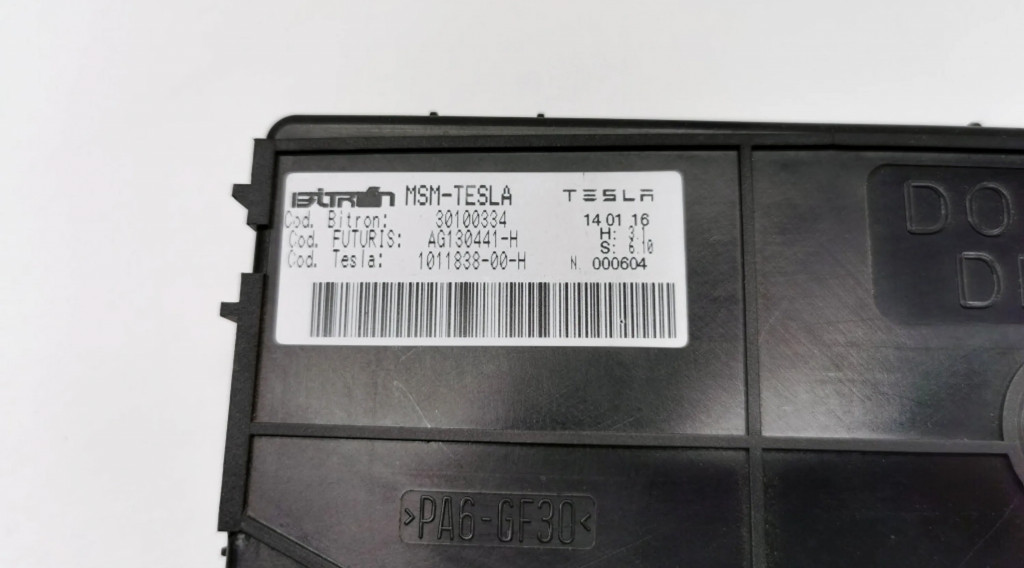 BITRON MSM-TESLA TESLA
Cod. Bitron: 30100334 14.01.16
Cod. FUTURIS: AG130441-H H: 3.1
Cod. Tesla: 1011838-00-H S: 6.10
N. 000604
DO
D
>PA6-GF30<